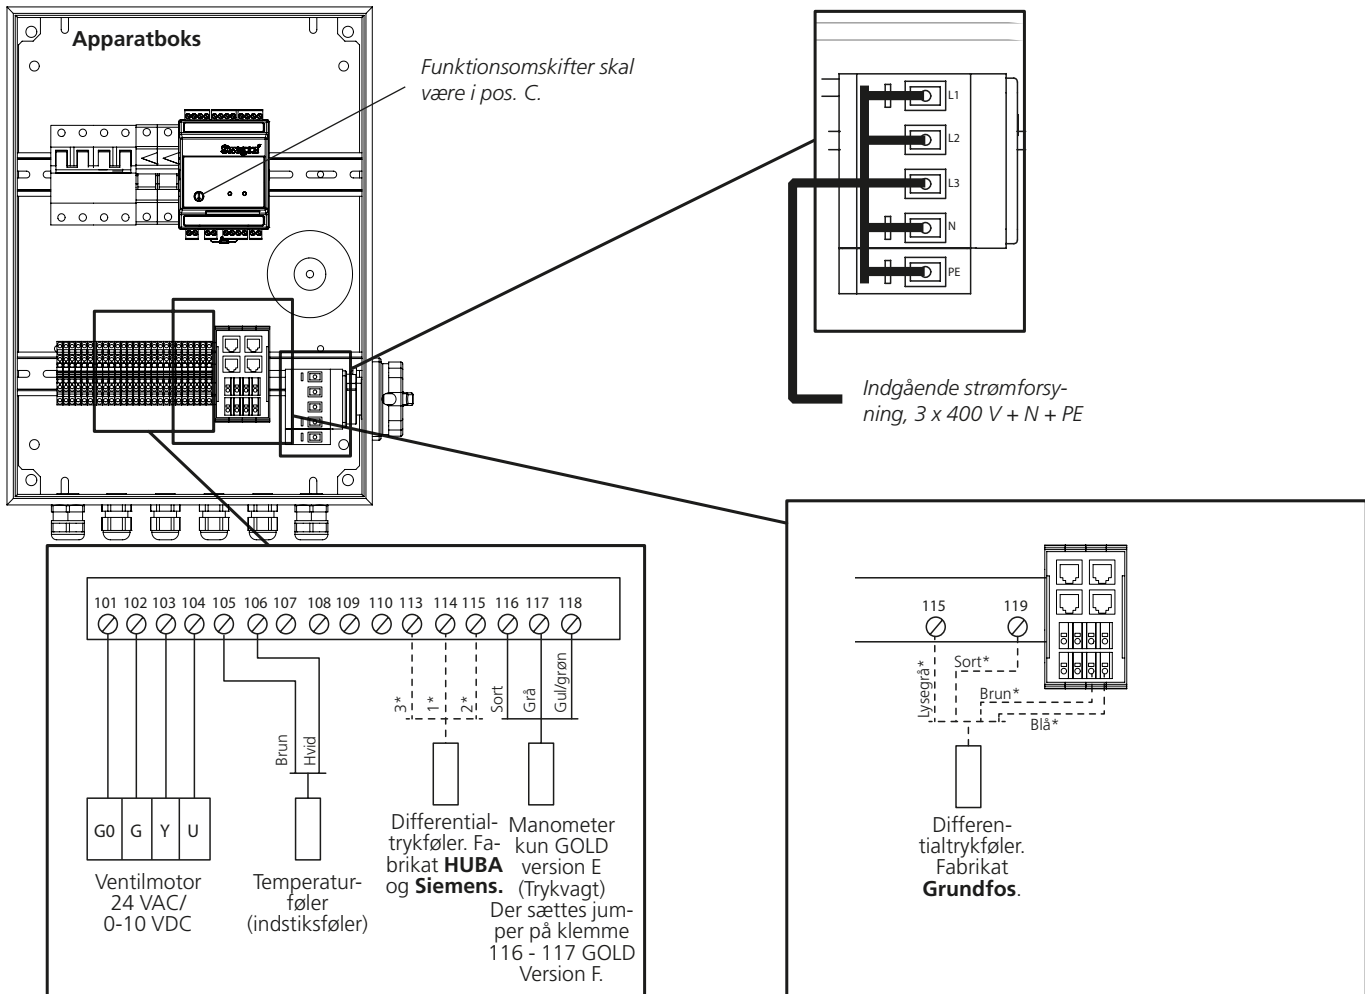 Apparatboks
Funktionsomskifter skal
være i pos. C.
Swegon
L1
L2
L3
N
PE
Indgående strømforsy-
ning, 3 x 400 V + N + PE
101 102 103 104 105 106 107 108 109 110 113 114 115 116 117 118
3*
1*
2*
Sort
Grå
Gul/grøn
Brun
Hvid
G0 G Y U
Ventilmotor
24 VAC/
0-10 VDC
Temperatur-
føler
(indstiksføler)
Differential-
trykføler. Fa-
brikat HUBA
og Siemens.
Manometer
kun GOLD
version E
(Trykvagt)
Der sættes jum-
per på klemme
116 - 117 GOLD
Version F.
115 119
Lysegrå*
Sort*
Brun*
Blå*
Differen-
tialtrykføler.
Fabrikat
Grundfos.